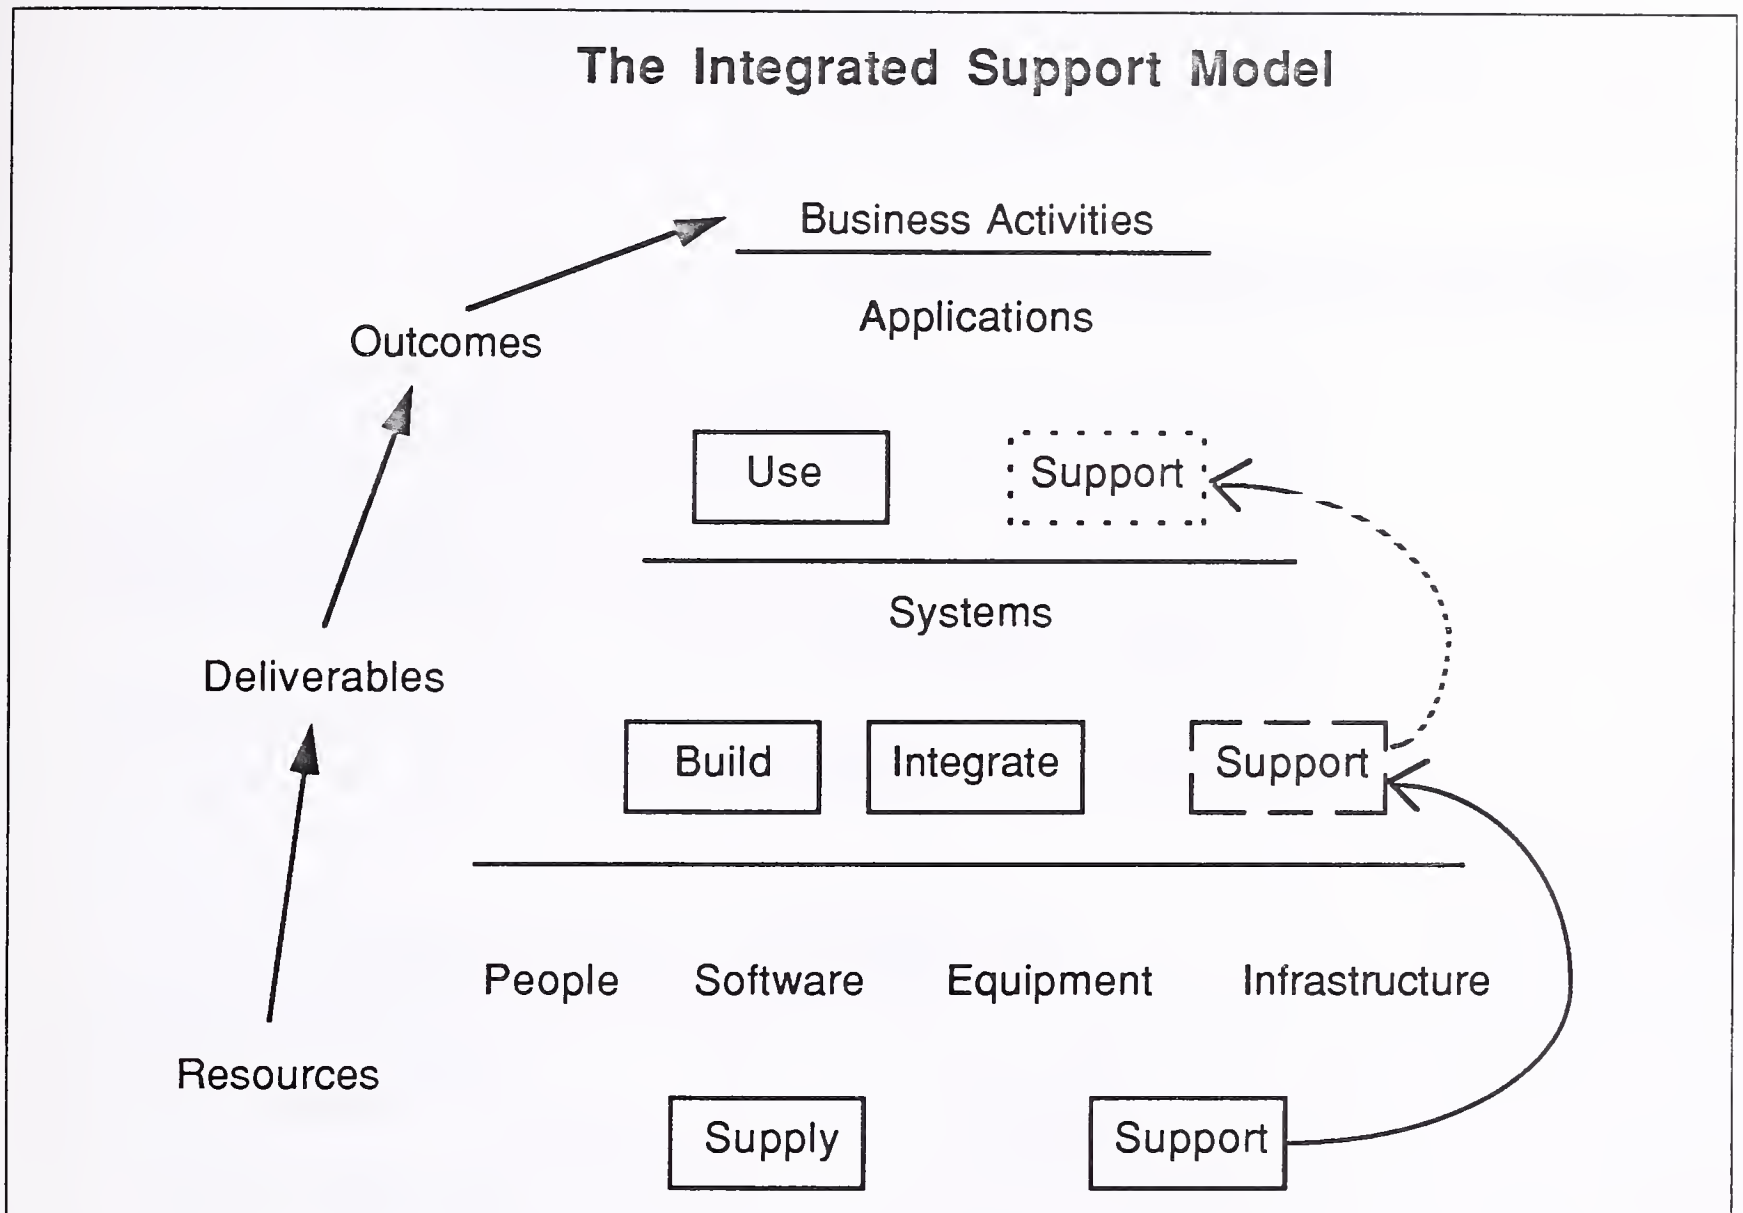 The Integrated Support Model
Business Activities
Applications
Outcomes
Use Support
Systems
Deliverables
Build Integrate Support
People Software Equipment Infrastructure
Resources
Supply Support